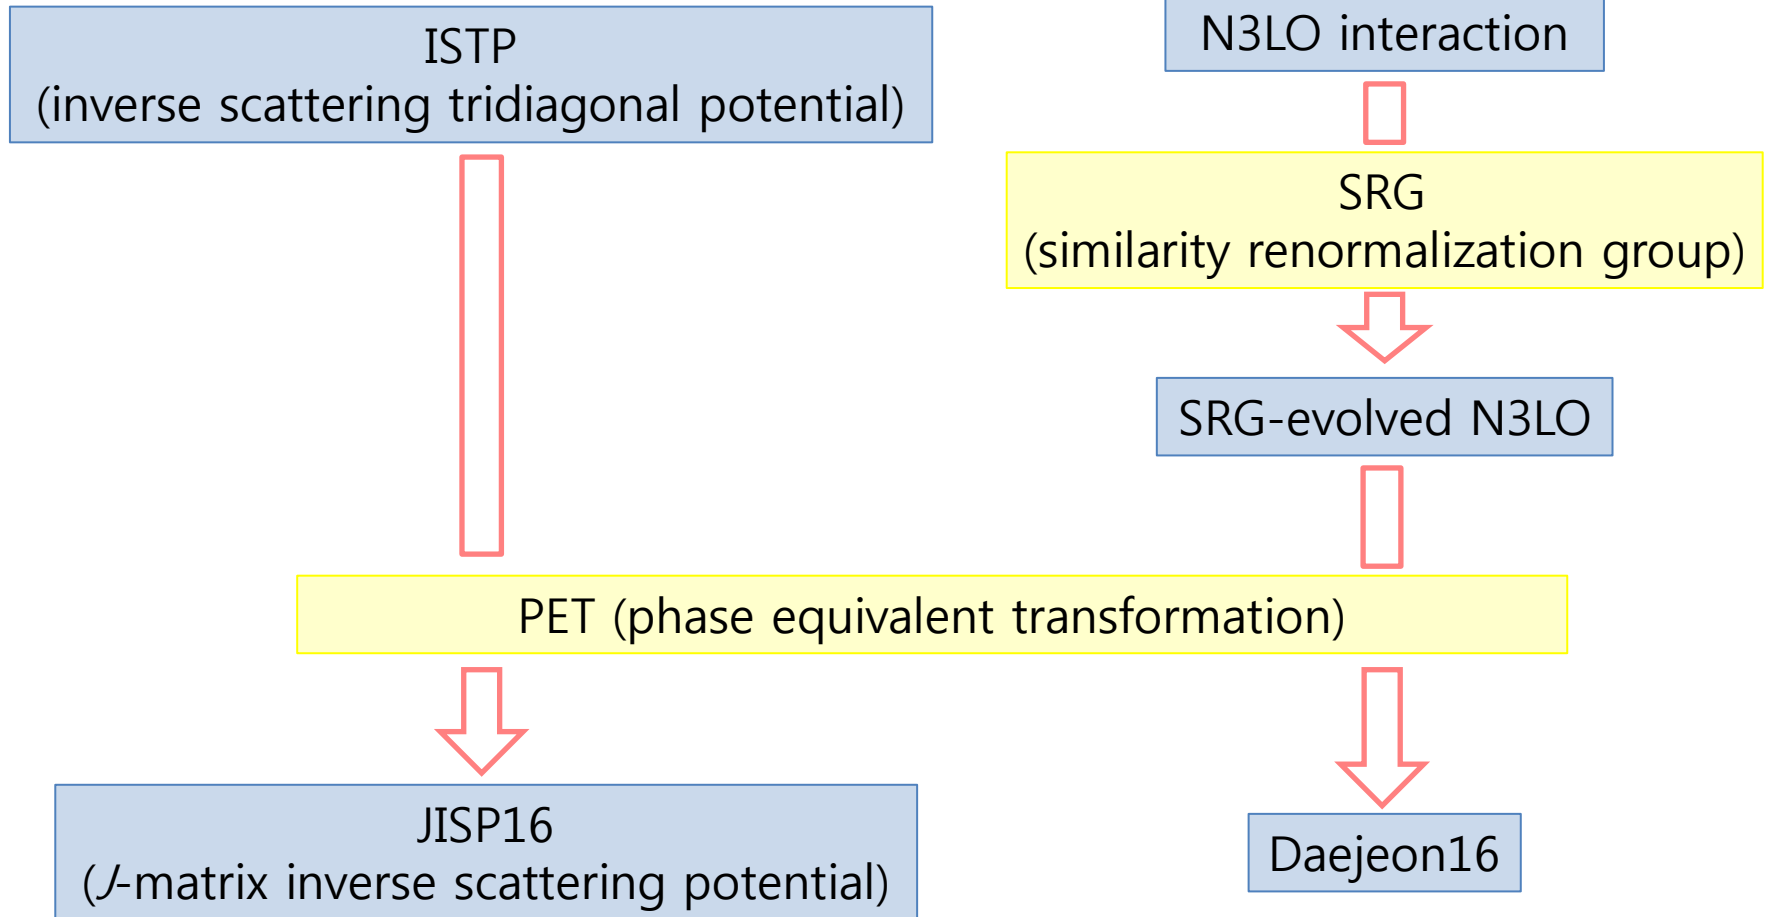 ISTP
(inverse scattering tridiagonal potential)
N3LO interaction
SRG
(similarity renormalization group)
SRG-evolved N3LO
PET (phase equivalent transformation)
JISP16
(J-matrix inverse scattering potential)
Daejeon16